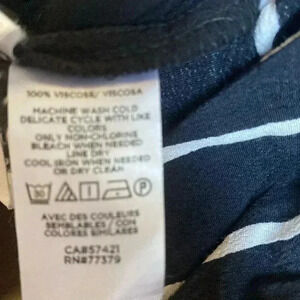 100% VISCOSE/ VISCOSA
MACHINE WASH COLD
DELICATE CYCLE WITH LIKE
COLORS
ONLY NON-CHLORINE
BLEACH WHEN NEEDED
LINE DRY
COOL IRON WHEN NEEDED
OR DRY CLEAN
AVEC DES COULEURS
SEMBLABLES / CON
COLORES SIMILARES
CA#57421
RN#77379